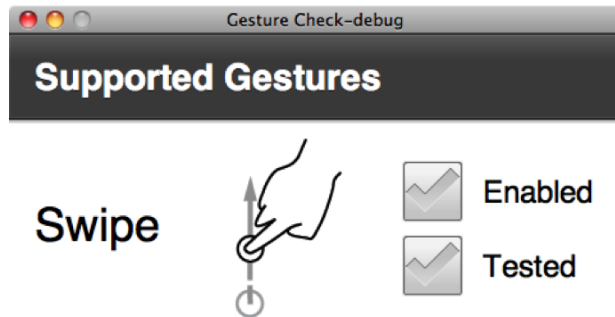 Gesture Check-debug
Supported Gestures
Swipe
Enabled
Tested